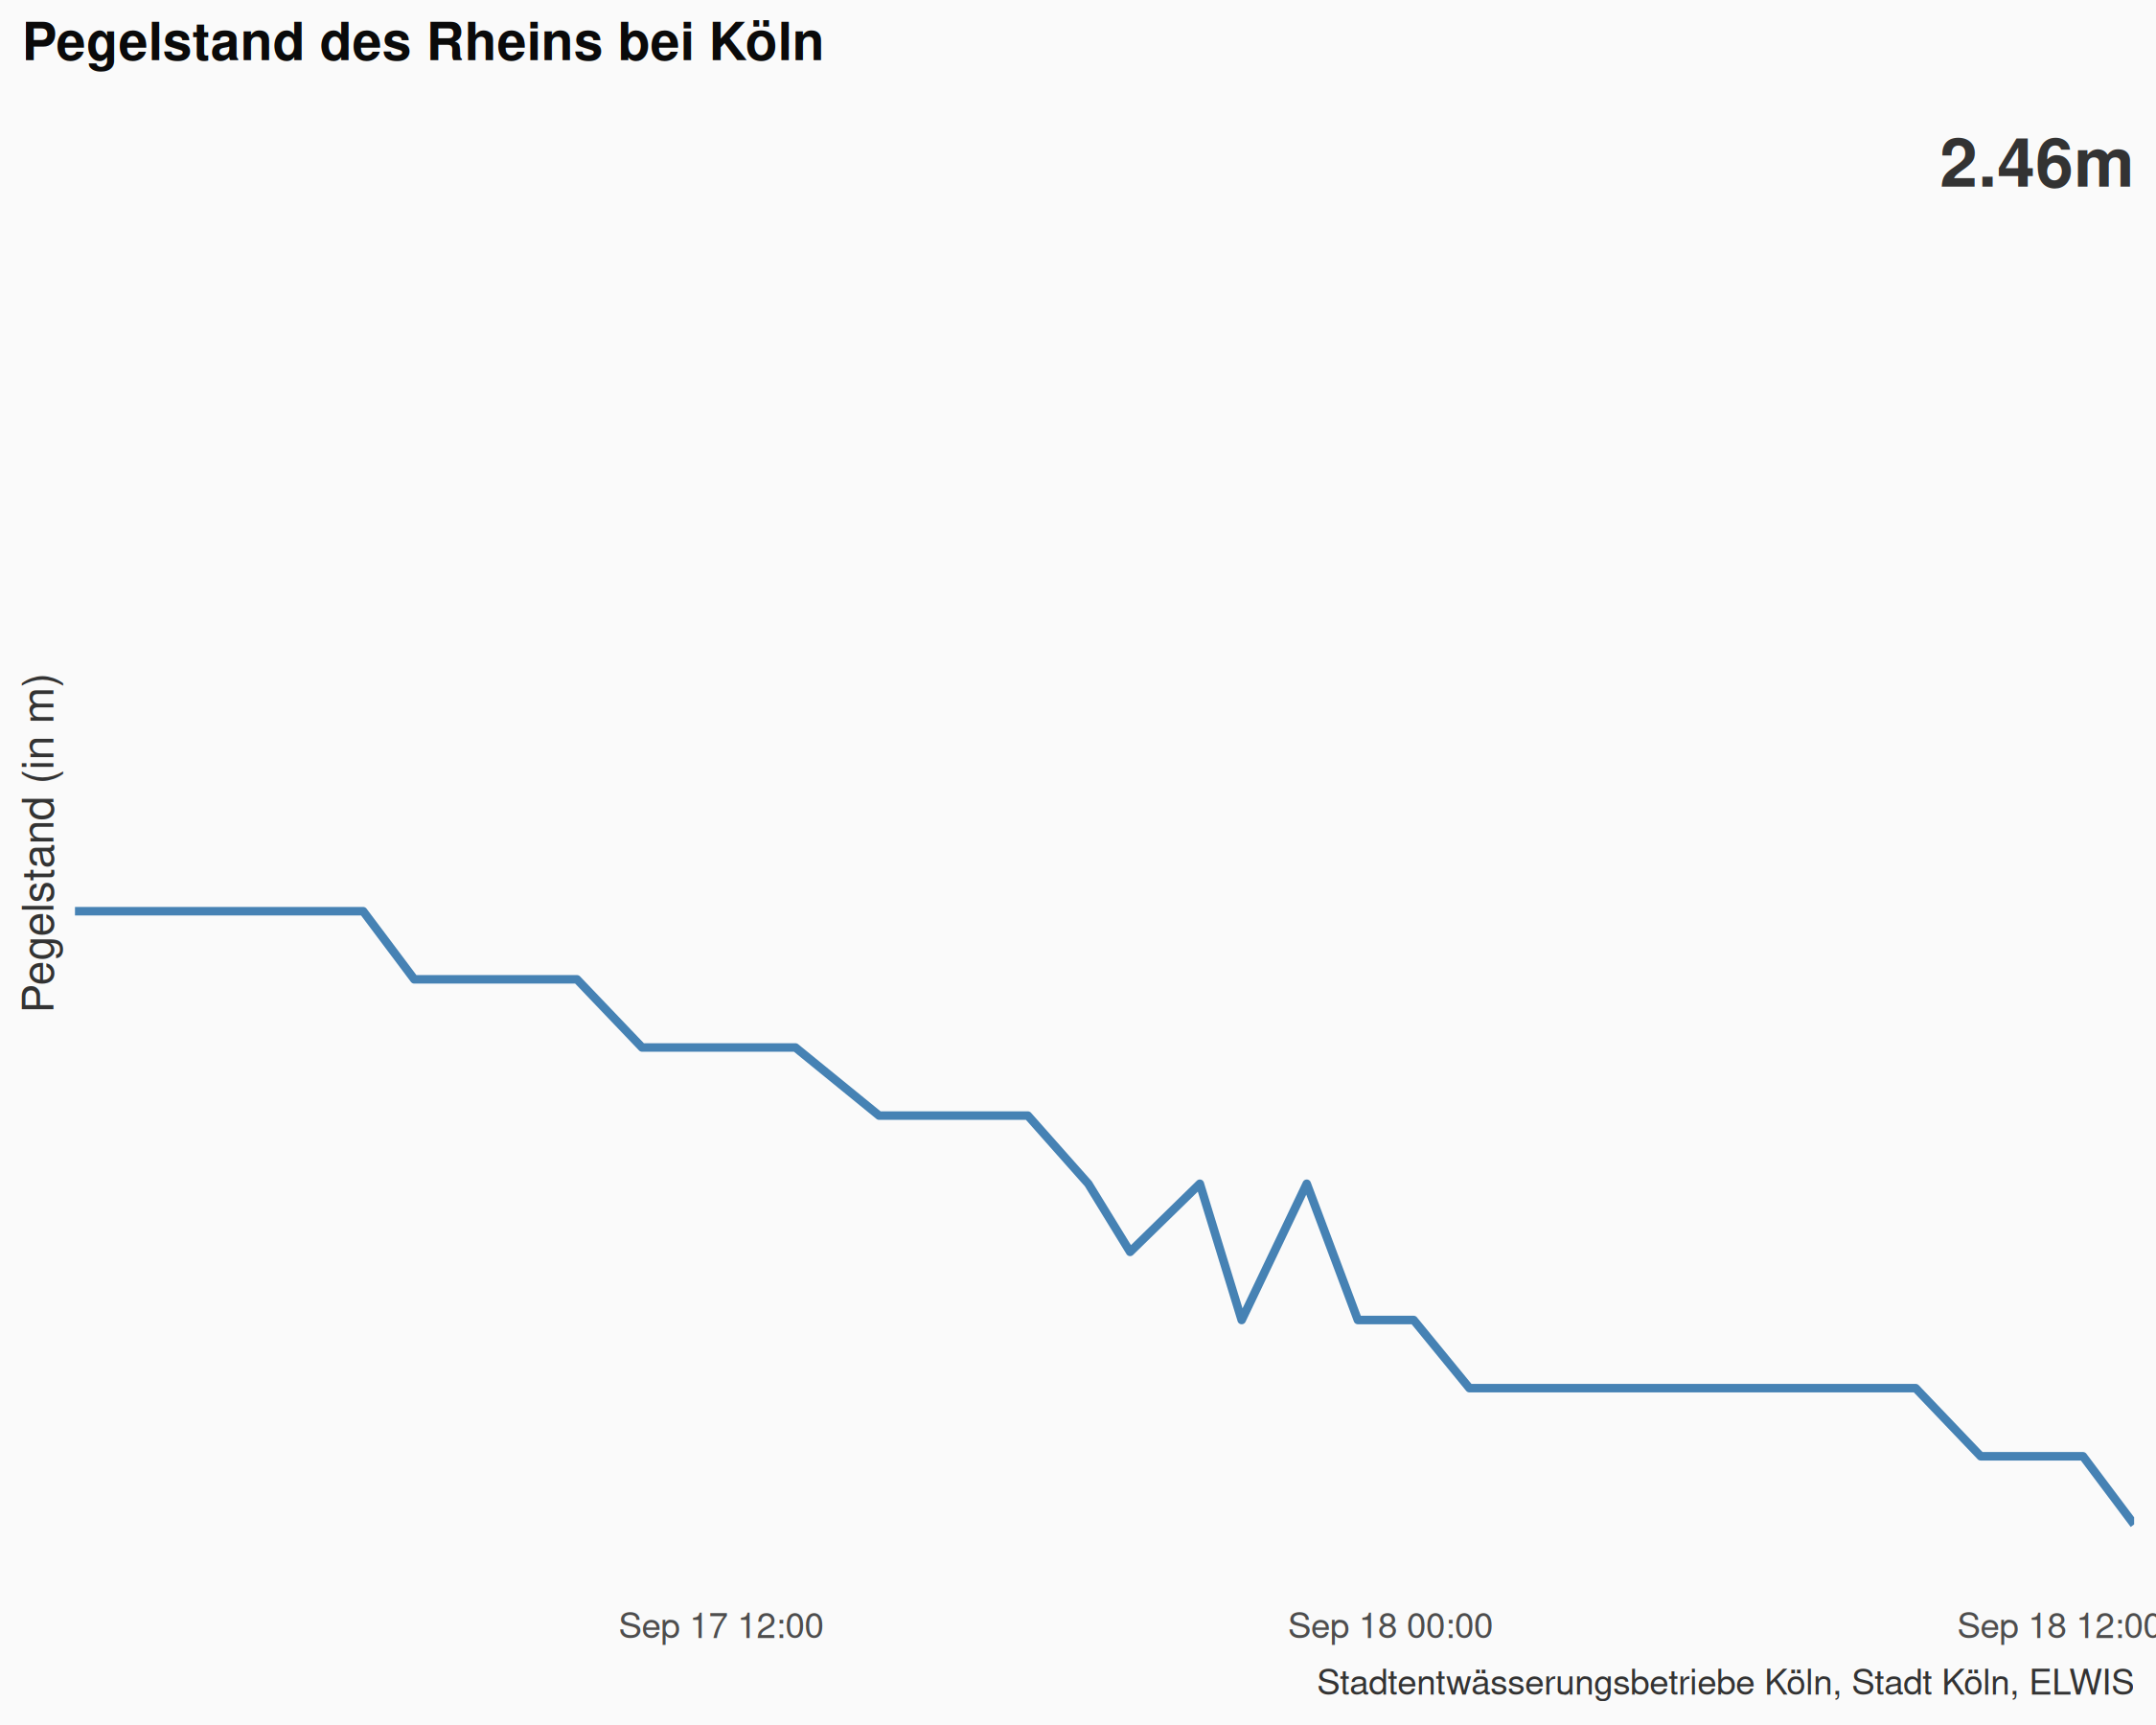 Pegelstand des Rheins bei Köln
2.46m
Pegelstand (in m)
Sep 17 12:00
Sep 18 00:00
Sep 18 12:00
Stadtentwässerungsbetriebe Köln, Stadt Köln, ELWIS